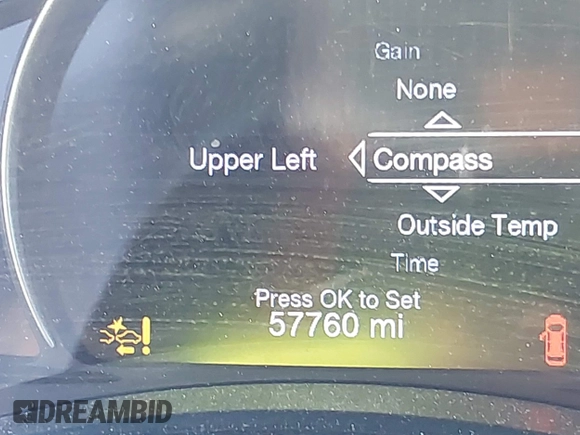 Gain
None
Upper Left Compass
Outside Temp
Time
Press OK to Set
57760 mi
DREAMBID